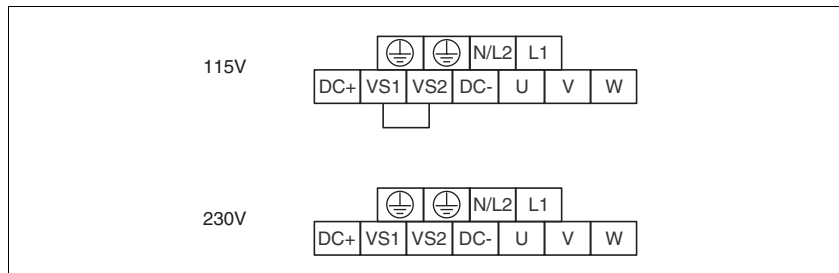 115V
N/L2 L1
DC+ VS1 VS2 DC- U V W
230V
N/L2 L1
DC+ VS1 VS2 DC- U V W